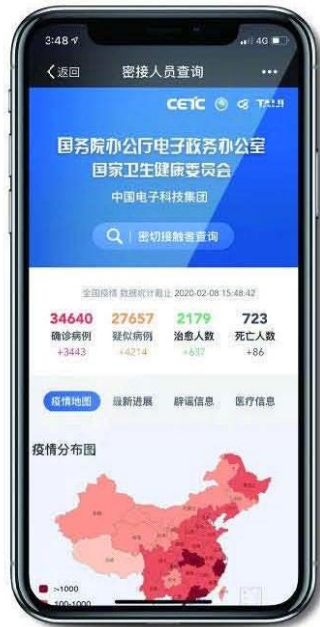 3:48
4G
返回 密接人员查询
CETC TAIJI
国务院办公厅电子政务办公室
国家卫生健康委员会
中国电子科技集团
密切接触者查询
全国疫情 数据统计截止 2020-02-08 15:48:42
34640 27657 2179 723
确诊病例 疑似病例 治愈人数 死亡人数
+3443 +4214 +637 +86
疫情地图 最新进展 辟谣信息 医疗信息
疫情分布图
>1000
100-1000